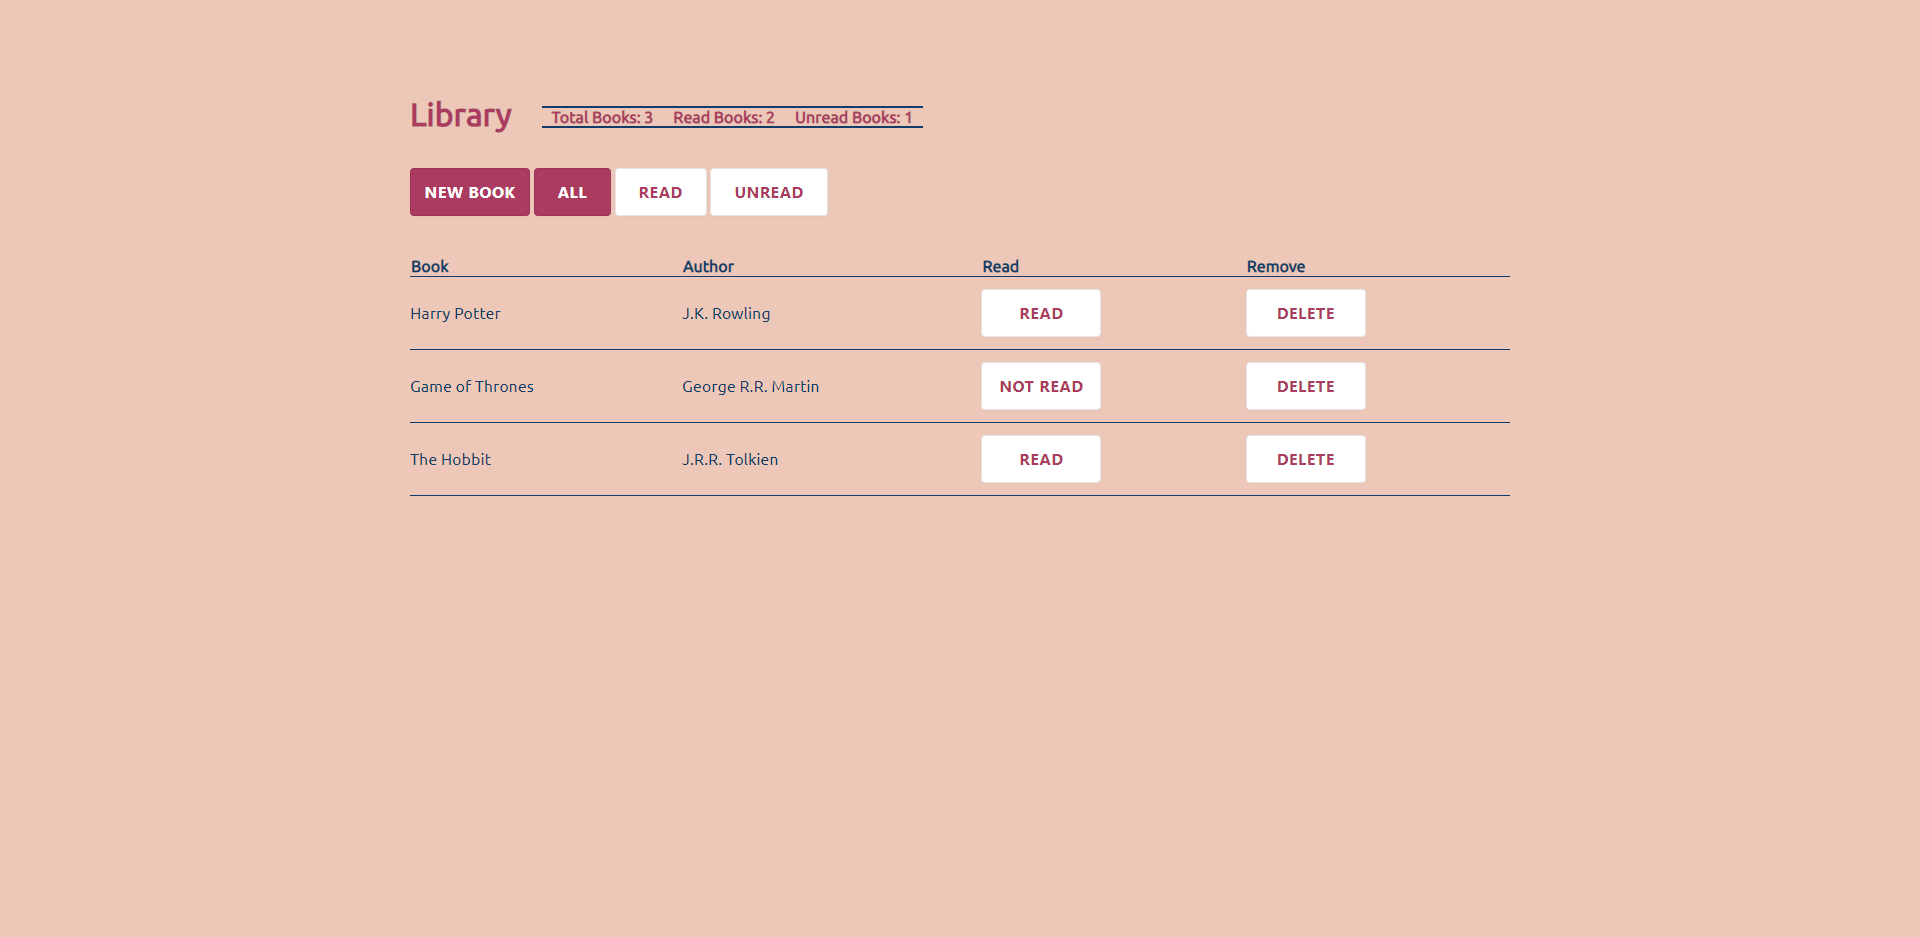 Library Total Books: 3 Read Books: 2 Unread Books: 1
NEW BOOK ALL READ UNREAD
Book Author Read Remove
Harry Potter J.K. Rowling READ DELETE
Game of Thrones George R.R. Martin NOT READ DELETE
The Hobbit J.R.R. Tolkien READ DELETE